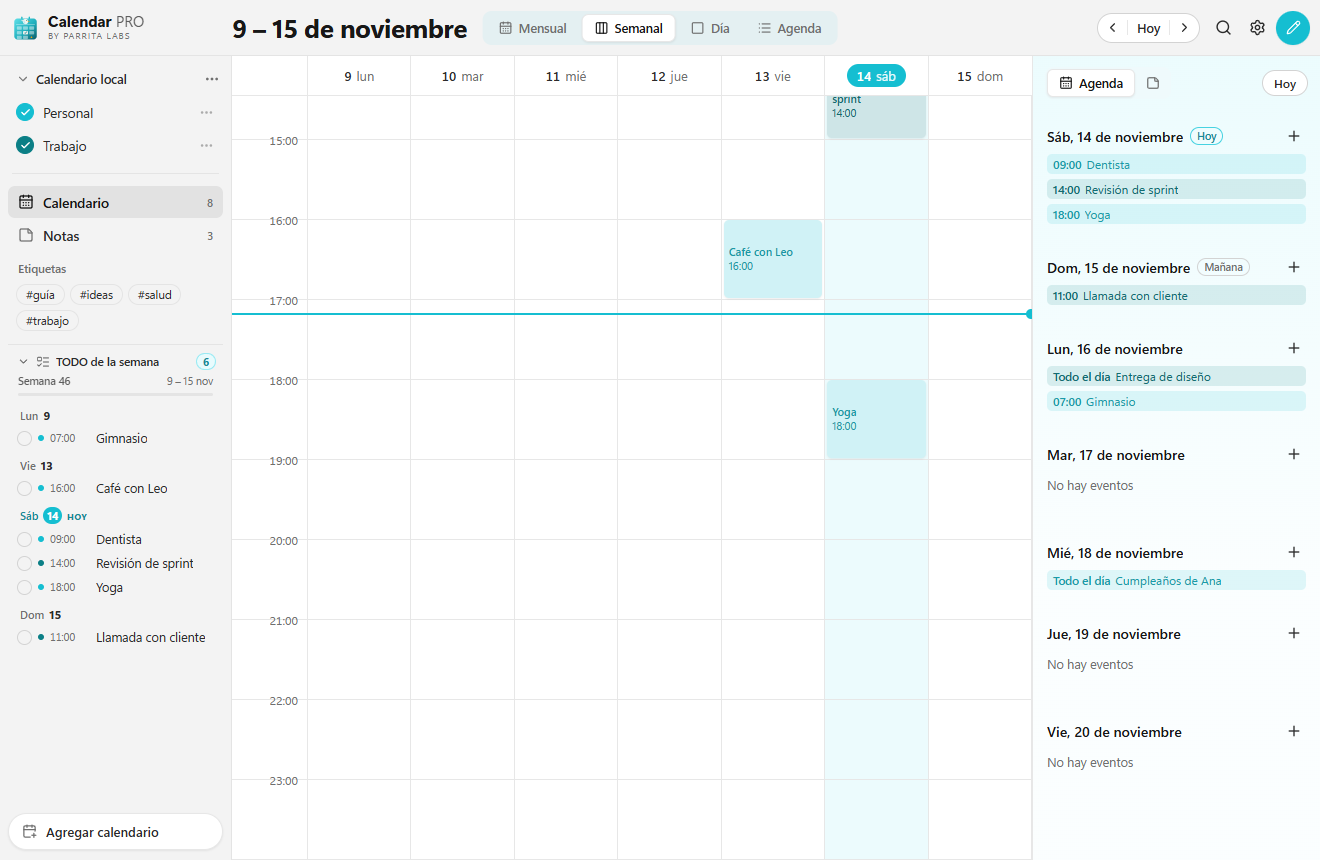 Calendar PRO
BY PARRITA LABS
9 – 15 de noviembre
Mensual
Semanal
Día
Agenda
Hoy
Calendario local
Personal
Trabajo
Calendario 8
Notas 3
Etiquetas
#guía #ideas #salud
#trabajo
TODO de la semana 6
Semana 46 9 – 15 nov
Lun 9
07:00 Gimnasio
Vie 13
16:00 Café con Leo
Sáb 14 HOY
09:00 Dentista
14:00 Revisión de sprint
18:00 Yoga
Dom 15
11:00 Llamada con cliente
Agregar calendario
9 lun 10 mar 11 mié 12 jue 13 vie 14 sáb 15 dom
sprint
14:00
15:00
16:00
Café con Leo
16:00
17:00
18:00
Yoga
18:00
19:00
20:00
21:00
22:00
23:00
Agenda
Hoy
Sáb, 14 de noviembre Hoy
09:00 Dentista
14:00 Revisión de sprint
18:00 Yoga
Dom, 15 de noviembre Mañana
11:00 Llamada con cliente
Lun, 16 de noviembre
Todo el día Entrega de diseño
07:00 Gimnasio
Mar, 17 de noviembre
No hay eventos
Mié, 18 de noviembre
Todo el día Cumpleaños de Ana
Jue, 19 de noviembre
No hay eventos
Vie, 20 de noviembre
No hay eventos